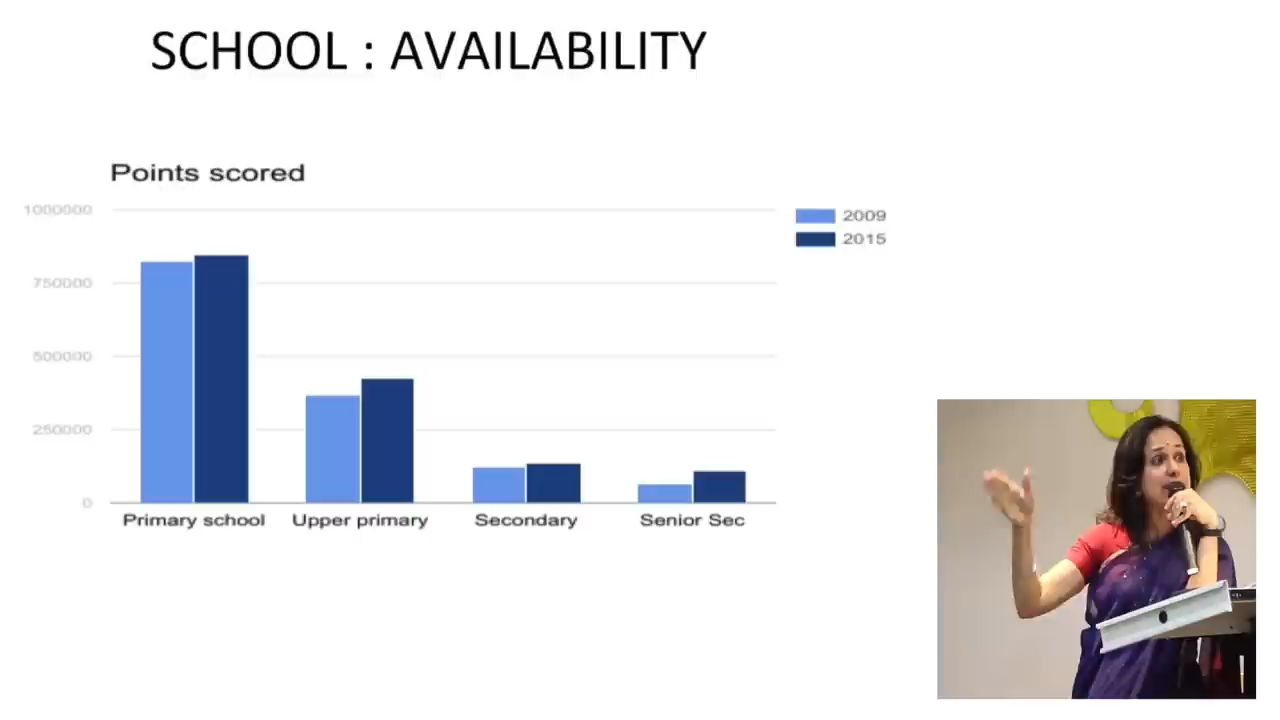 SCHOOL : AVAILABILITY
Points scored
1000000
750000
500000
250000
0
2009
2015
Primary school
Upper primary
Secondary
Senior Sec